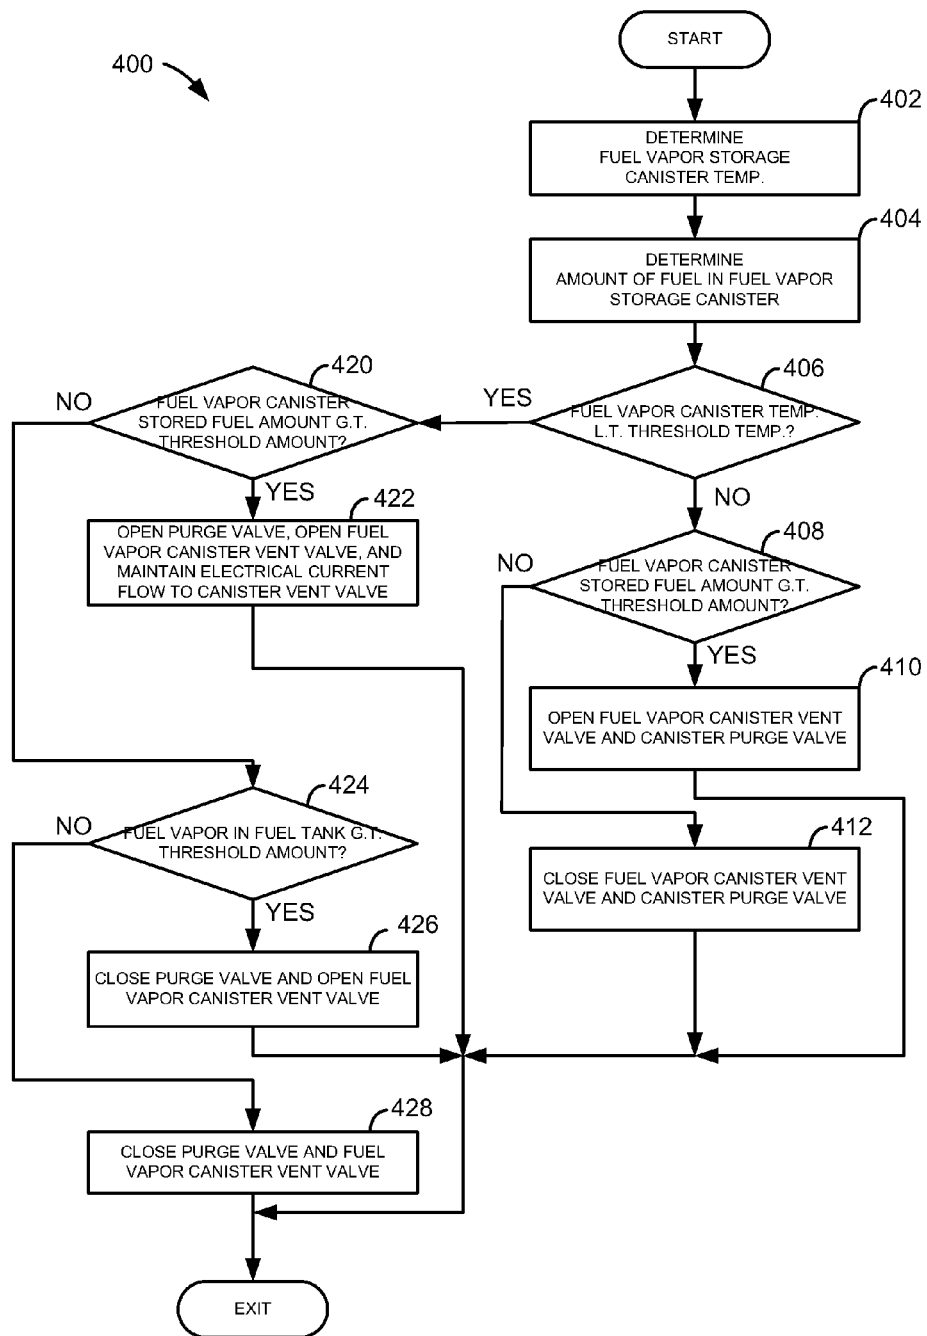 START
400
402
DETERMINE
FUEL VAPOR STORAGE
CANISTER TEMP.
404
DETERMINE
AMOUNT OF FUEL IN FUEL VAPOR
STORAGE CANISTER
406
FUEL VAPOR CANISTER TEMP.
L.T. THRESHOLD TEMP.?
YES
NO
420
FUEL VAPOR CANISTER
STORED FUEL AMOUNT G.T.
THRESHOLD AMOUNT?
NO
YES
422
OPEN PURGE VALVE, OPEN FUEL
VAPOR CANISTER VENT VALVE, AND
MAINTAIN ELECTRICAL CURRENT
FLOW TO CANISTER VENT VALVE
408
FUEL VAPOR CANISTER
STORED FUEL AMOUNT G.T.
THRESHOLD AMOUNT?
NO
YES
410
OPEN FUEL VAPOR CANISTER VENT
VALVE AND CANISTER PURGE VALVE
412
CLOSE FUEL VAPOR CANISTER VENT
VALVE AND CANISTER PURGE VALVE
424
FUEL VAPOR IN FUEL TANK G.T.
THRESHOLD AMOUNT?
NO
YES
426
CLOSE PURGE VALVE AND OPEN FUEL
VAPOR CANISTER VENT VALVE
428
CLOSE PURGE VALVE AND FUEL
VAPOR CANISTER VENT VALVE
EXIT